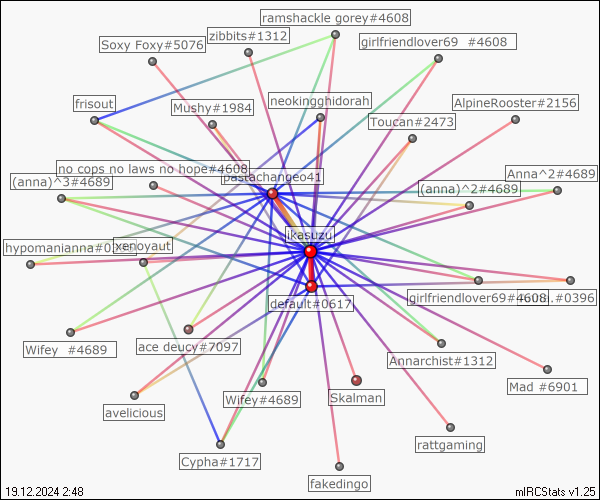 ramshackle gorey#4608
zibbits#1312
Soxy Foxy#5076
girlfriendlover69 #4608
frisout
Mushy#1984
neokingghidorah
AlpineRooster#2156
Toucan#2473
no cops no laws no hope#4608
pastachangeo41
Anna^2#4689
(anna)^3#4689
(anna)^2#4689
ikasuzu
hypomanianna#0
xenoyaut
default#0617
girlfriendlover69#4608
#0396
Wifey #4689
ace deucy#7097
Annarchist#1312
Mad #6901
Wifey#4689
Skalman
avelicious
rattgaming
Cypha#1717
fakedingo
19.12.2024 2:48
mIRCStats v1.25